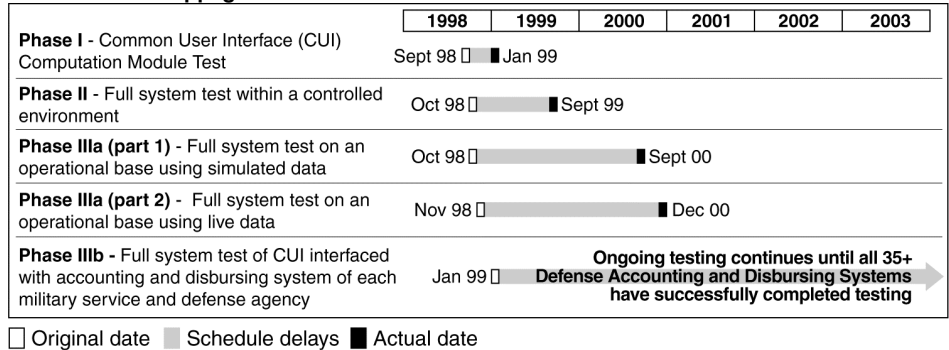 1998 1999 2000 2001 2002 2003
Phase I - Common User Interface (CUI)
Computation Module Test
Sept 98 Jan 99
Phase II - Full system test within a controlled
environment
Oct 98 Sept 99
Phase IIIa (part 1) - Full system test on an
operational base using simulated data
Oct 98 Sept 00
Phase IIIa (part 2) - Full system test on an
operational base using live data
Nov 98 Dec 00
Phase IIIb - Full system test of CUI interfaced
with accounting and disbursing system of each
military service and defense agency
Jan 99
Ongoing testing continues until all 35+
Defense Accounting and Disbursing Systems
have successfully completed testing
Original date Schedule delays Actual date